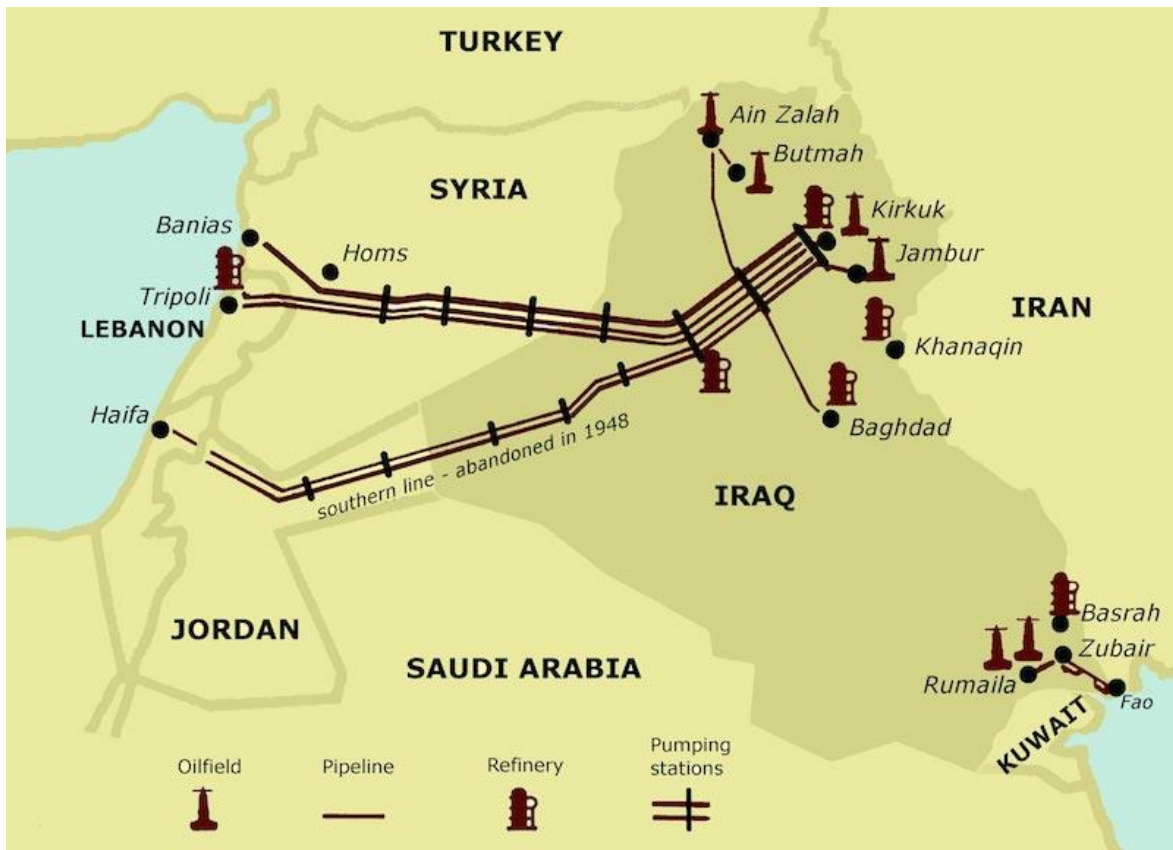 TURKEY
Ain Zalah
Butmah
SYRIA
Kirkuk
Banias
Homs
Jambur
Tripoli
IRAN
LEBANON
Khanaqin
Haifa
Baghdad
southern line - abandoned in 1948
IRAQ
Basrah
JORDAN
Zubair
SAUDI ARABIA
Rumaila
Fao
KUWAIT
Oilfield
Pipeline
Refinery
Pumping
stations